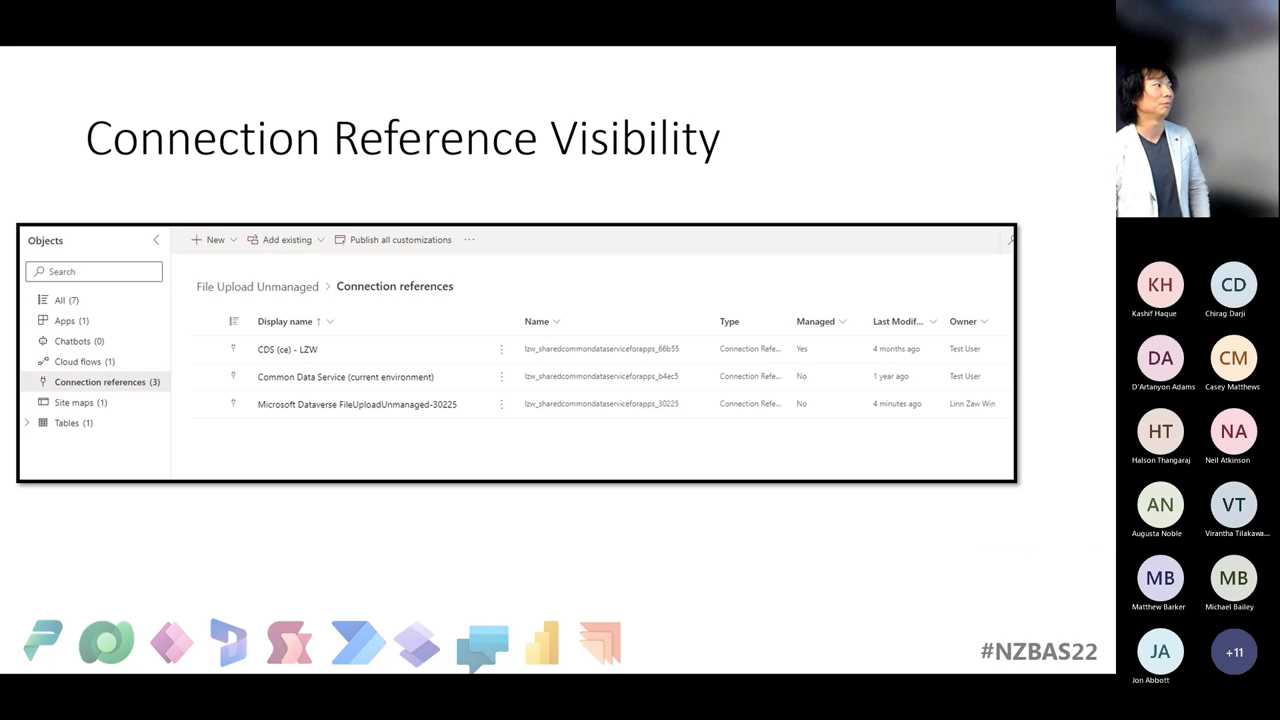 Connection Reference Visibility
Objects
Search
All (7)
Apps (1)
Chatbots (0)
Cloud flows (1)
Connection references (3)
Site maps (1)
Tables (1)
New Add existing Publish all customizations ...
File Upload Unmanaged > Connection references
Display name ↑ Name Type Managed Last Modif... Owner
CDS (ce) - LZW lzw_sharedcommondataserviceforapps_66b55 Connection Refe... Yes 4 months ago Test User
Common Data Service (current environment) lzw_sharedcommondataserviceforapps_b4ec5 Connection Refe... No 1 year ago Test User
Microsoft Dataverse FileUploadUnmanaged-30225 lzw_sharedcommondataserviceforapps_30225 Connection Refe... No 4 minutes ago Linn Zaw Win
#NZBAS22
KH CD
Kashif Haque Chirag Darji
DA CM
D'Artanyon Adams Casey Matthews
HT NA
Halson Thangaraj Neil Atkinson
AN VT
Augusta Noble Virantha Tilakawa...
MB MB
Matthew Barker Michael Bailey
JA +11
Jon Abbott